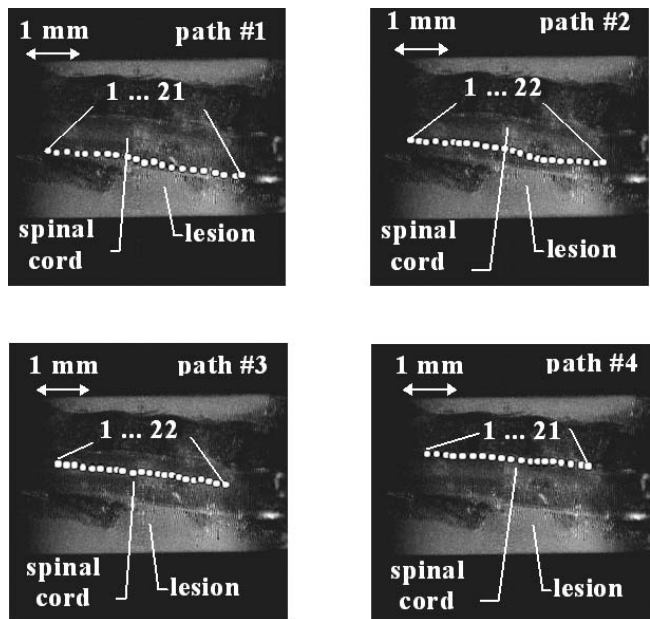 1 mm path #1
1 ... 21
spinal
cord
lesion
1 mm path #2
1 ... 22
spinal
cord
lesion
1 mm path #3
1 ... 22
spinal
cord
lesion
1 mm path #4
1 ... 21
spinal
cord
lesion